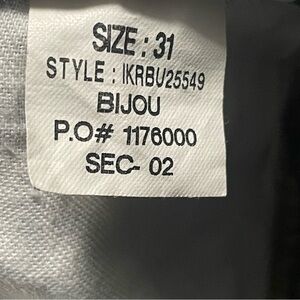 SIZE : 31
STYLE : IKRBU25549
BIJOU
P.O# 1176000
SEC- 02